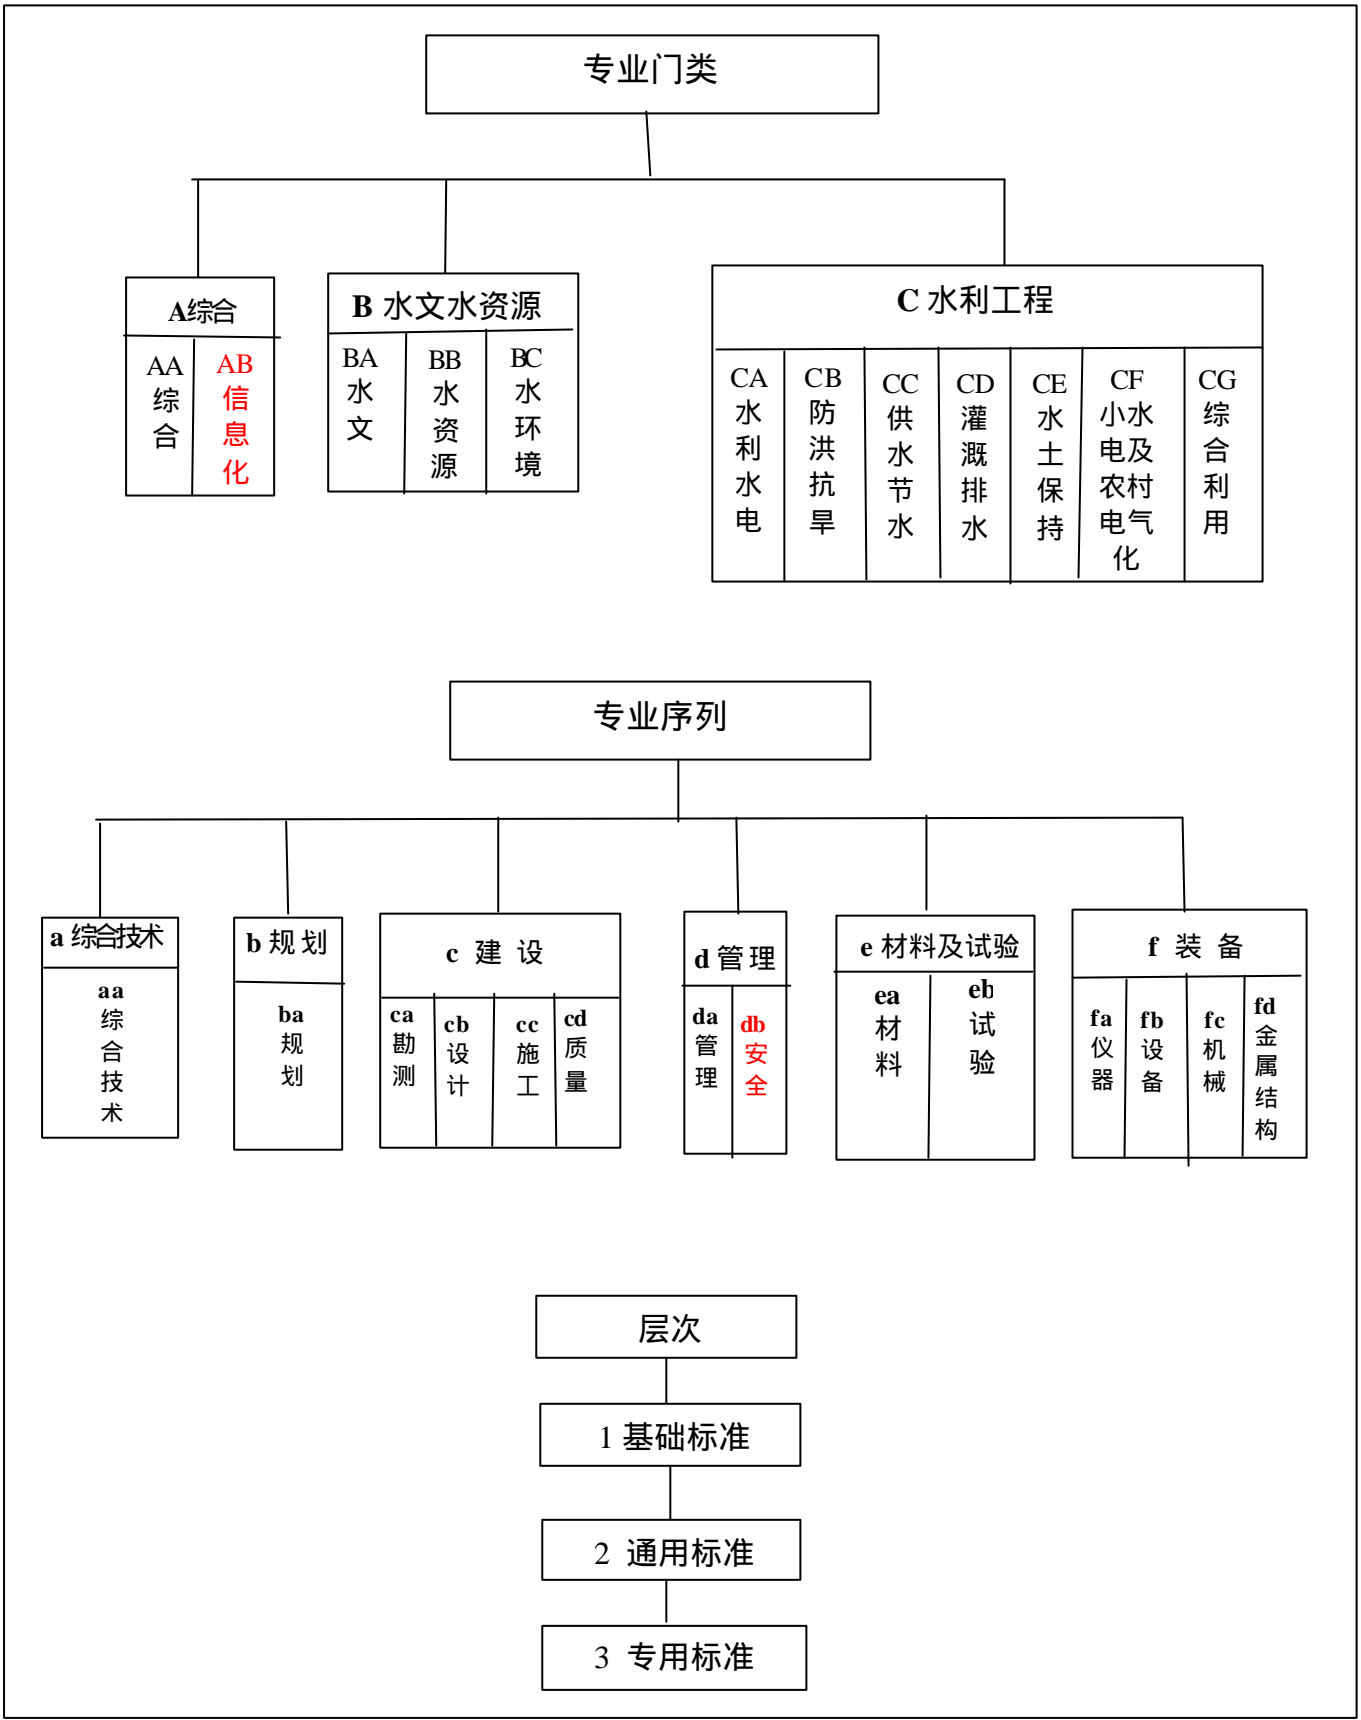 专业门类
A综合
B 水文水资源
C 水利工程
AA
综
合
AB
信
息
化
BA
水
文
BB
水
资
源
BC
水
环
境
CA
水
利
水
电
CB
防
洪
抗
旱
CC
供
水
节
水
CD
灌
溉
排
水
CE
水
土
保
持
CF
小水
电及
农村
电气
化
CG
综
合
利
用
专业序列
a 综合技术
b 规划
c 建 设
d 管理
e 材料及试验
f 装 备
aa
综
合
技
术
ba
规
划
ca
勘
测
cb
设
计
cc
施
工
cd
质
量
da
管
理
db
安
全
ea
材
料
eb
试
验
fa
仪
器
fb
设
备
fc
机
械
fd
金
属
结
构
层次
1 基础标准
2 通用标准
3 专用标准